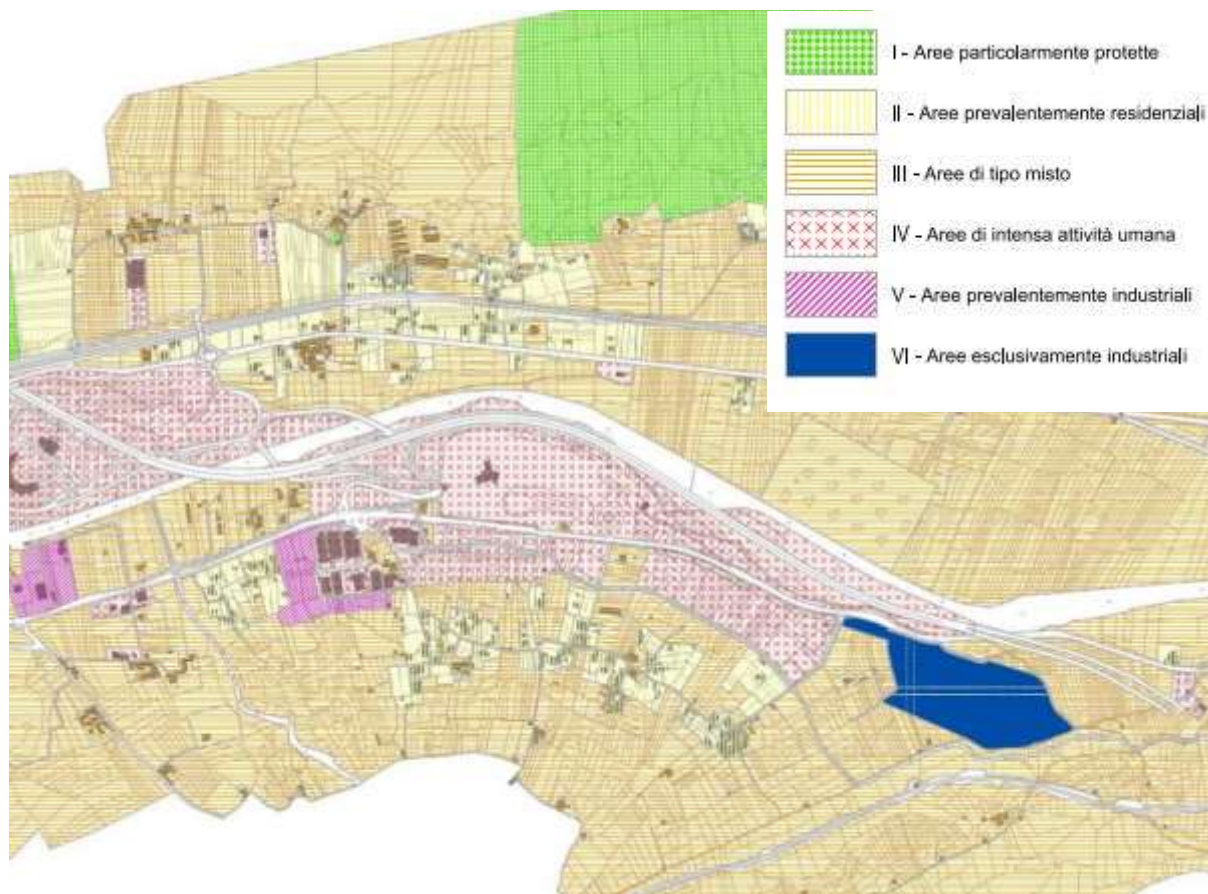 I - Aree particolarmente protette
II - Aree prevalentemente residenziali
III - Aree di tipo misto
IV - Aree di intensa attività umana
V - Aree prevalentemente industriali
VI - Aree esclusivamente industriali